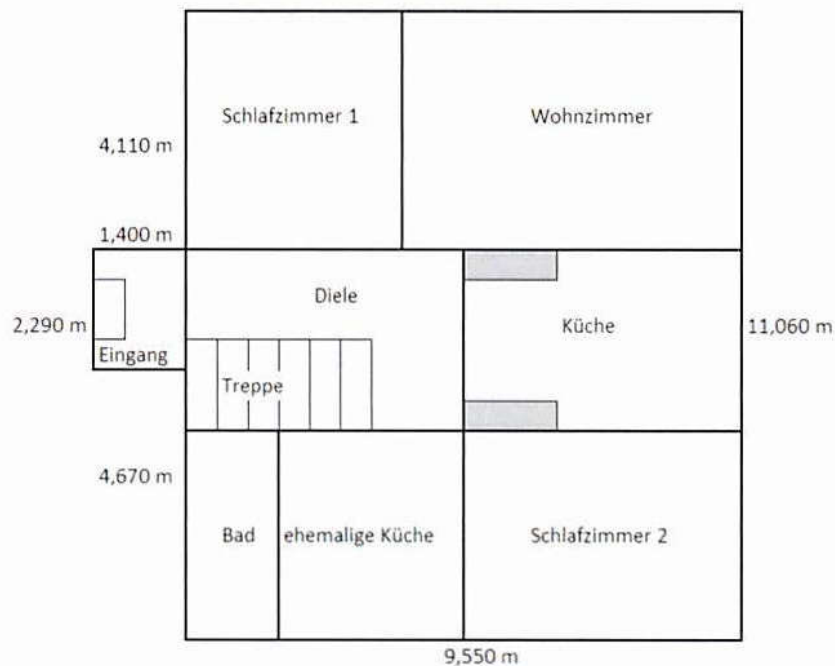 Schlafzimmer 1
Wohnzimmer
4,110 m
1,400 m
Diele
2,290 m
Küche
11,060 m
Eingang
Treppe
4,670 m
Bad
ehemalige Küche
Schlafzimmer 2
9,550 m